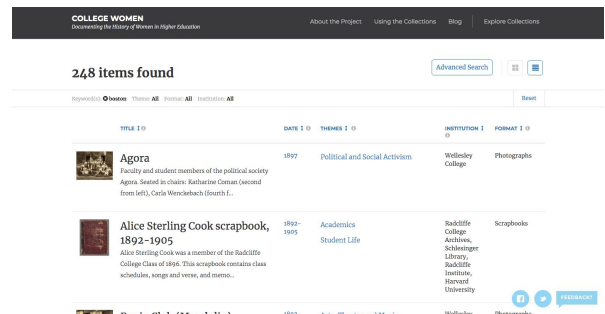 COLLEGE WOMEN
Documenting the History of Women in Higher Education
About the Project Using the Collections Blog Explore Collections
248 items found
Advanced Search
Keyword(s): boston Theme: All Format: All Institution: All
Reset
TITLE DATE THEMES INSTITUTION FORMAT
Agora
Faculty and student members of the political society
Agora. Seated in chairs: Katharine Coman (second
from left), Carla Wenckebach (fourth f...
1897
Political and Social Activism
Wellesley
College
Photographs
Alice Sterling Cook scrapbook,
1892-1905
Alice Sterling Cook was a member of the Radcliffe
College Class of 1896. This scrapbook contains class
schedules, songs and verse, and memo...
1892-
1905
Academics
Student Life
Radcliffe
College
Archives,
Schlesinger
Library,
Radcliffe
Institute,
Harvard
University
Scrapbooks
FEEDBACK?
Wellesley
Photographs